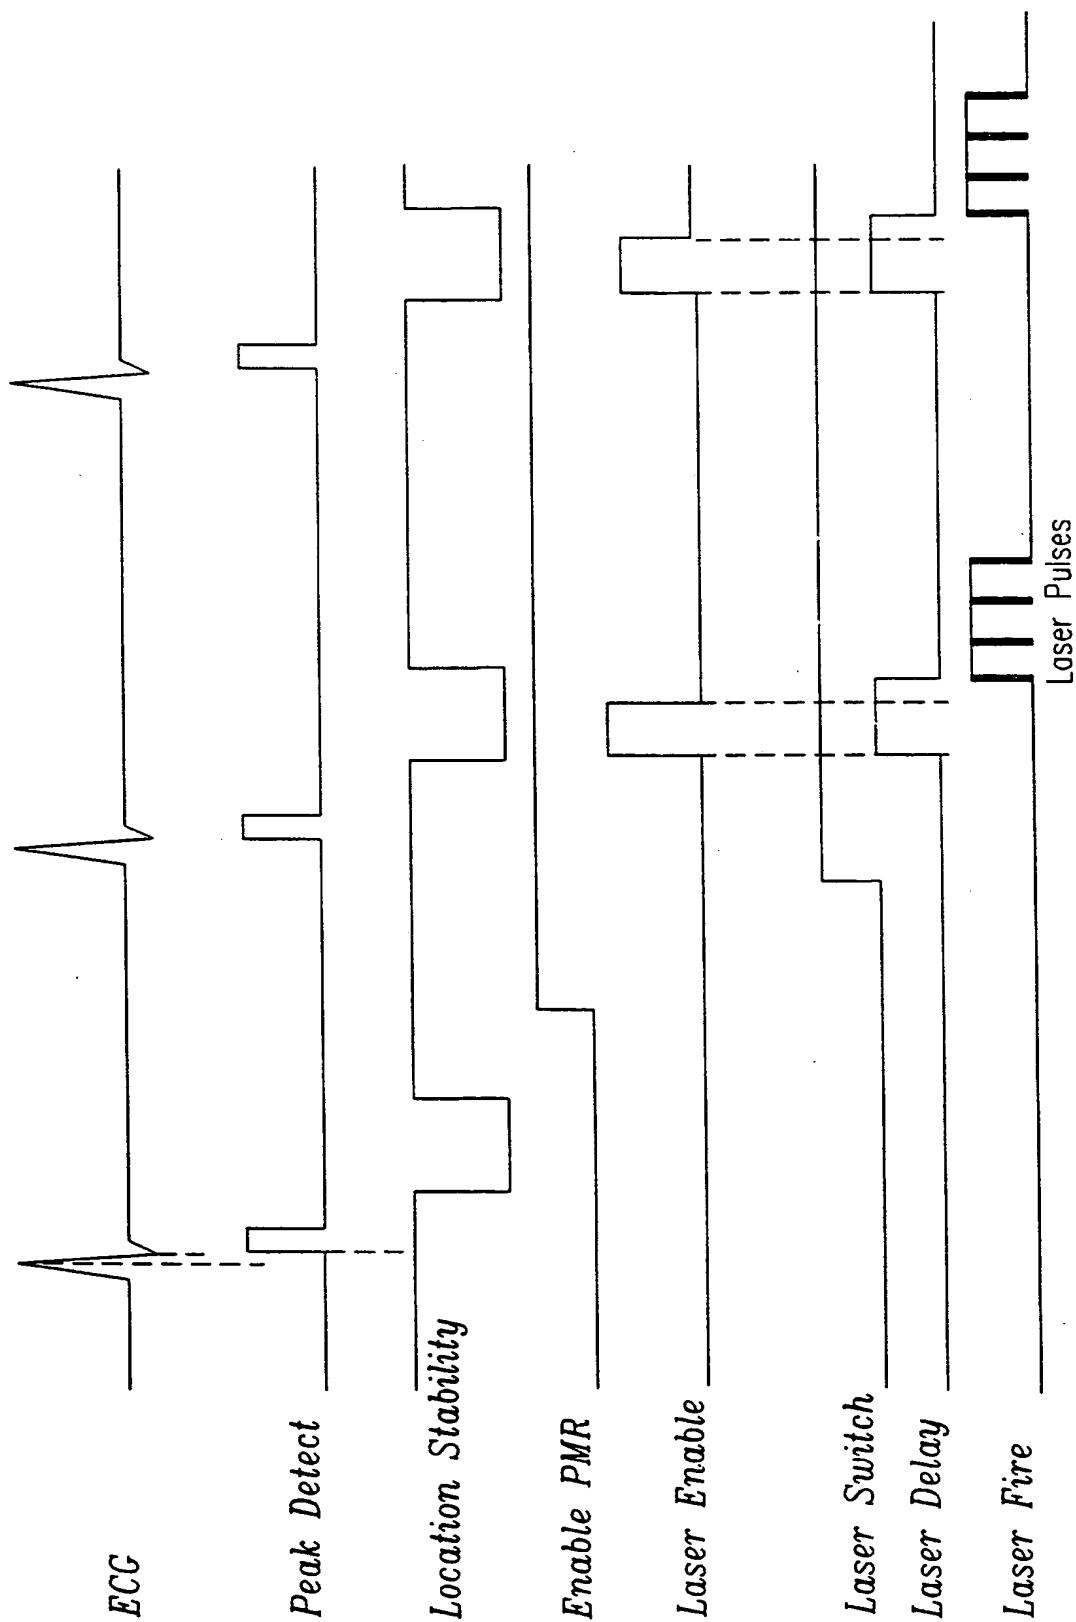 ECG
Peak Detect
Location Stability
Enable PMR
Laser Enable
Laser Switch
Laser Delay
Laser Fire
Laser Pulses